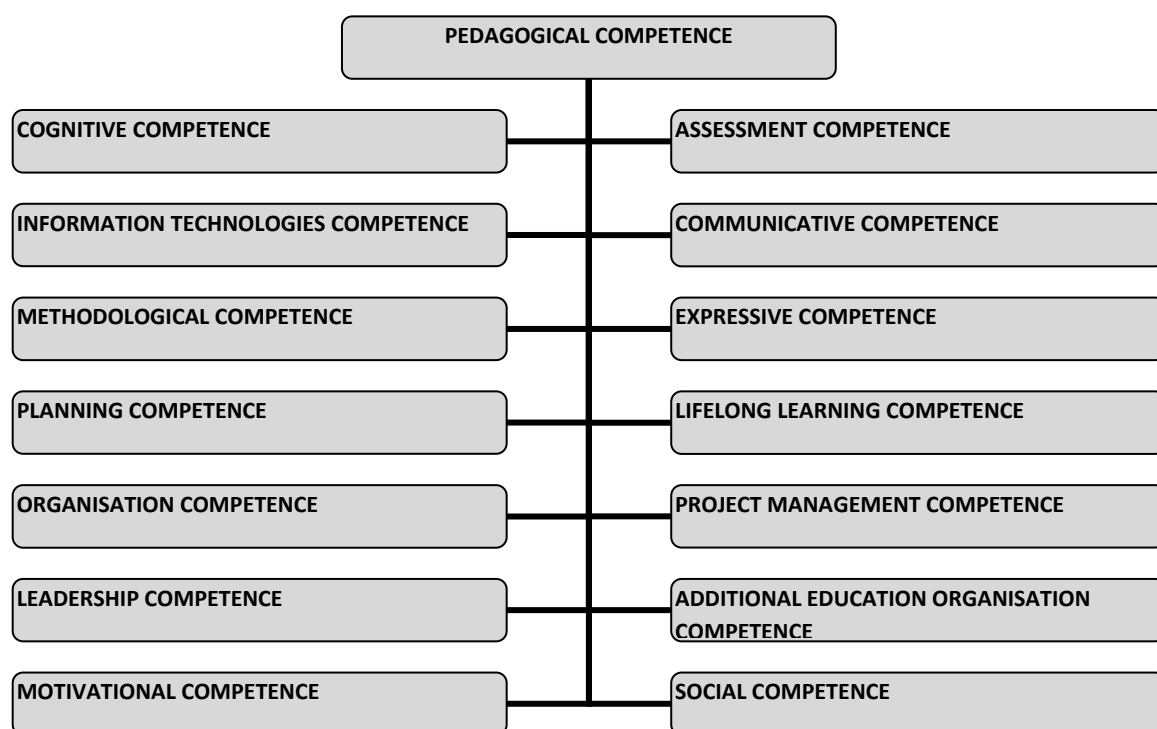 PEDAGOGICAL COMPETENCE
COGNITIVE COMPETENCE
ASSESSMENT COMPETENCE
INFORMATION TECHNOLOGIES COMPETENCE
COMMUNICATIVE COMPETENCE
METHODOLOGICAL COMPETENCE
EXPRESSIVE COMPETENCE
PLANNING COMPETENCE
LIFELONG LEARNING COMPETENCE
ORGANISATION COMPETENCE
PROJECT MANAGEMENT COMPETENCE
LEADERSHIP COMPETENCE
ADDITIONAL EDUCATION ORGANISATION
COMPETENCE
MOTIVATIONAL COMPETENCE
SOCIAL COMPETENCE